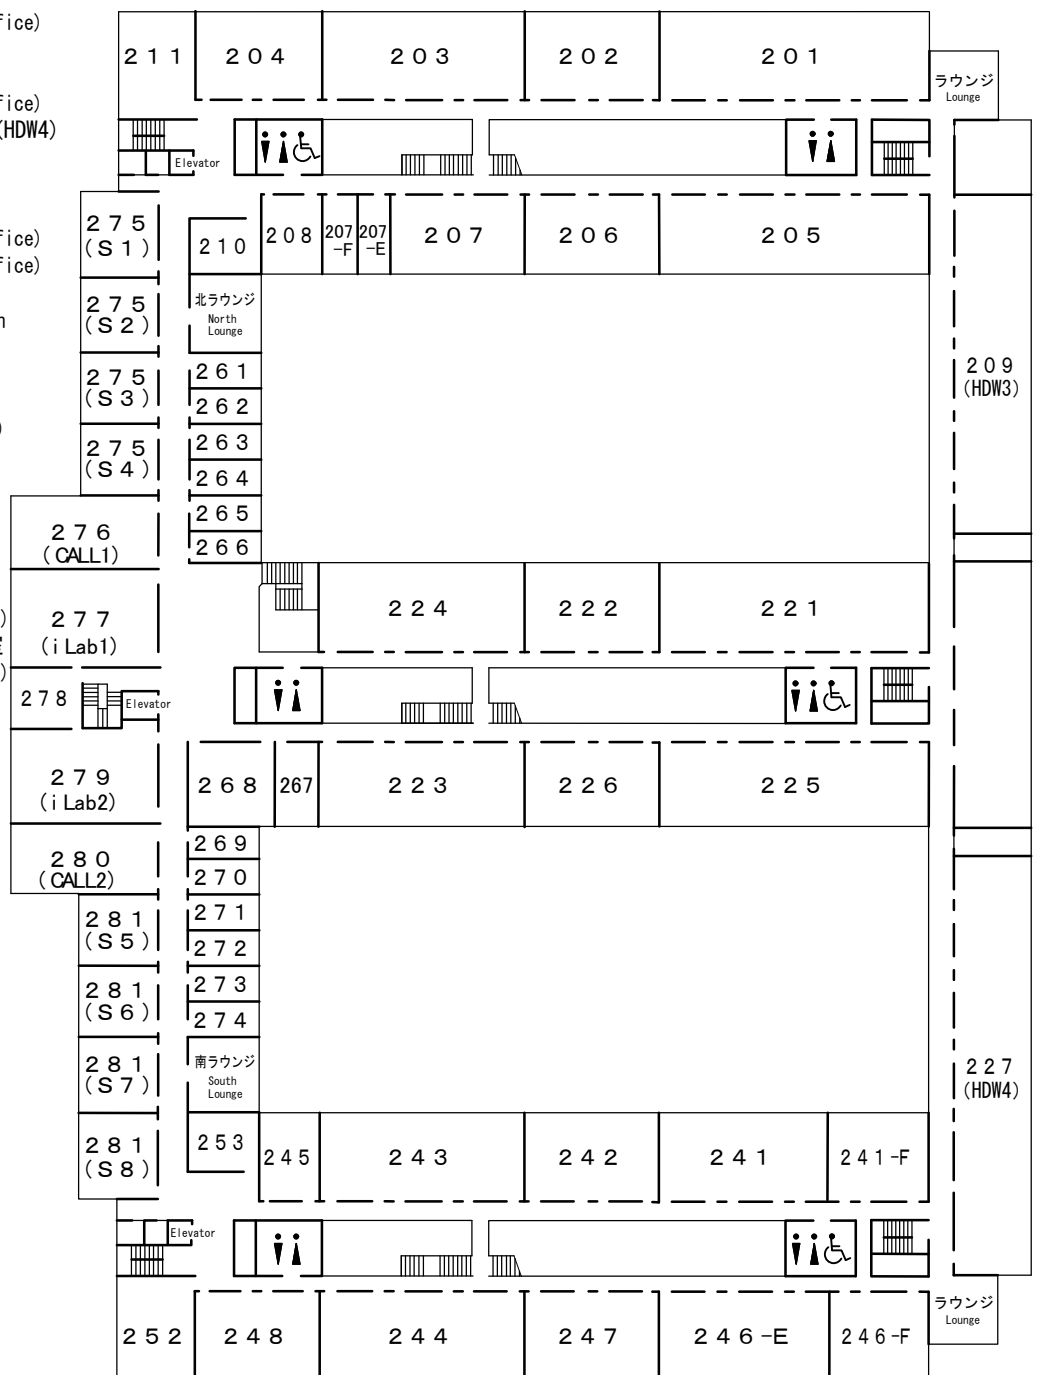 fice)
211 204 203 202 201
ラウンジ
Lounge
fice)
(HDW4)
Elevator
275
(S1)
210 208 207
-F 207
-E 207 206 205
fice)
fice)
275
(S2)
北ラウンジ
North
Lounge
275
(S3)
261
262
209
(HDW3)
275
(S4)
263
264
265
266
276
(CALL1)
277
(iLab1)
224 222 221
278
Elevator
279
(iLab2)
268 267 223 226 225
280
(CALL2)
269
270
281
(S5)
271
272
281
(S6)
273
274
281
(S7)
南ラウンジ
South
Lounge
227
(HDW4)
281
(S8)
253 245 243 242 241 241-F
Elevator
252 248 244 247 246-E 246-F
ラウンジ
Lounge